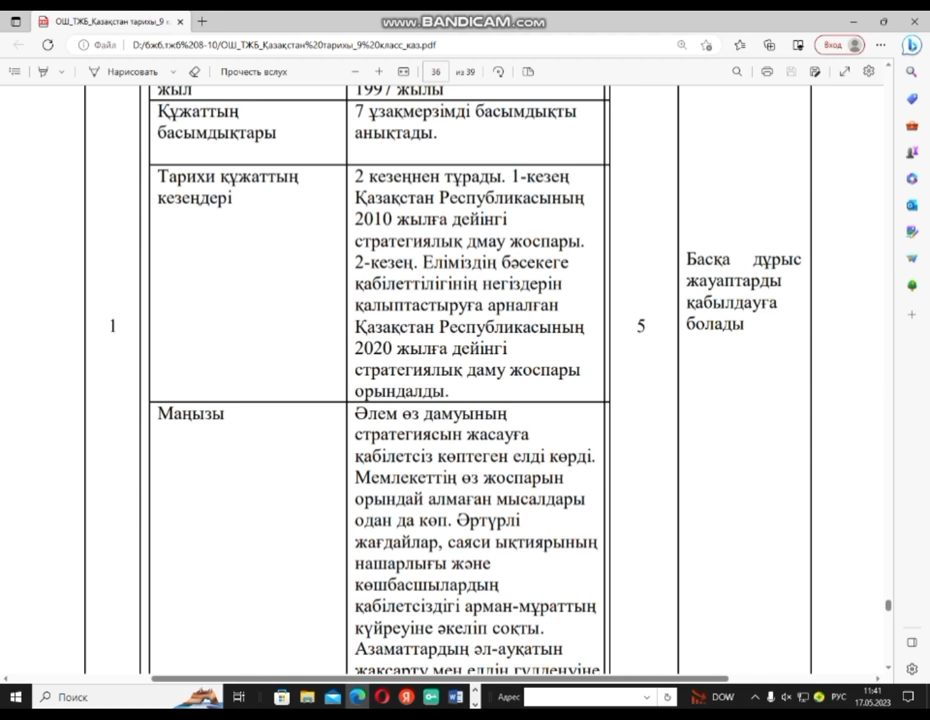 www.BANDICAM.com
ОШ_ТЖБ_Қазақстан тарихы_9 к
Файл D:/бжб.тжб%208-10/ОШ_ТЖБ_Қазақстан%20тарихы_9%20класс_каз.pdf
Вход
Нарисовать
Прочесть вслух
36 из 39
жыл
1997 жылы
Құжаттың
басымдықтары
7 ұзақмерзімді басымдықты
анықтады.
Тарихи құжаттың
кезеңдері
2 кезеңнен тұрады. 1-кезең
Қазақстан Республикасының
2010 жылға дейінгі
стратегиялық дмау жоспары.
2-кезең. Еліміздің бәсекеге
қабілеттілігінің негіздерін
қалыптастыруға арналған
Қазақстан Республикасының
2020 жылға дейінгі
стратегиялық даму жоспары
орындалды.
1
5
Басқа дұрыс
жауаптарды
қабылдауға
болады
Маңызы
Әлем өз дамуының
стратегиясын жасауға
қабілетсіз көптеген елді көрді.
Мемлекеттің өз жоспарын
орындай алмаған мысалдары
одан да көп. Әртүрлі
жағдайлар, саяси ықтиярының
нашарлығы және
көшбасшылардың
қабілетсіздігі арман-мұраттың
күйреуіне әкеліп соқты.
Азаматтардың әл-ауқатын
жақсарту мен елдің гүлденуіне
Поиск
Адрес
DOW
РУС
11:41
17.05.2023